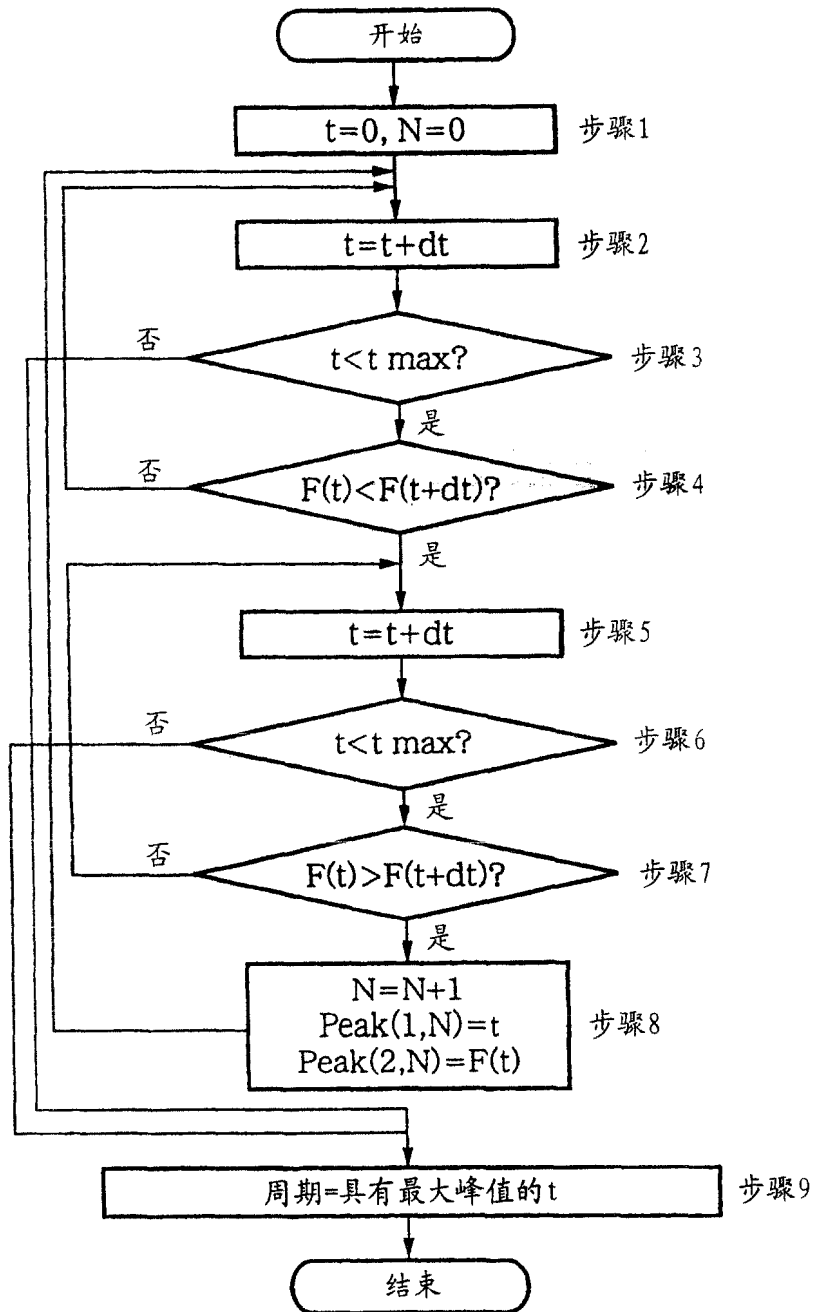 开始
t=0, N=0 步骤1
t=t+dt 步骤2
否
t<t max? 步骤3
是
否
F(t)<F(t+dt)? 步骤4
是
t=t+dt 步骤5
否
t<t max? 步骤6
是
否
F(t)>F(t+dt)? 步骤7
是
N=N+1
Peak(1,N)=t 步骤8
Peak(2,N)=F(t)
周期=具有最大峰值的t 步骤9
结束